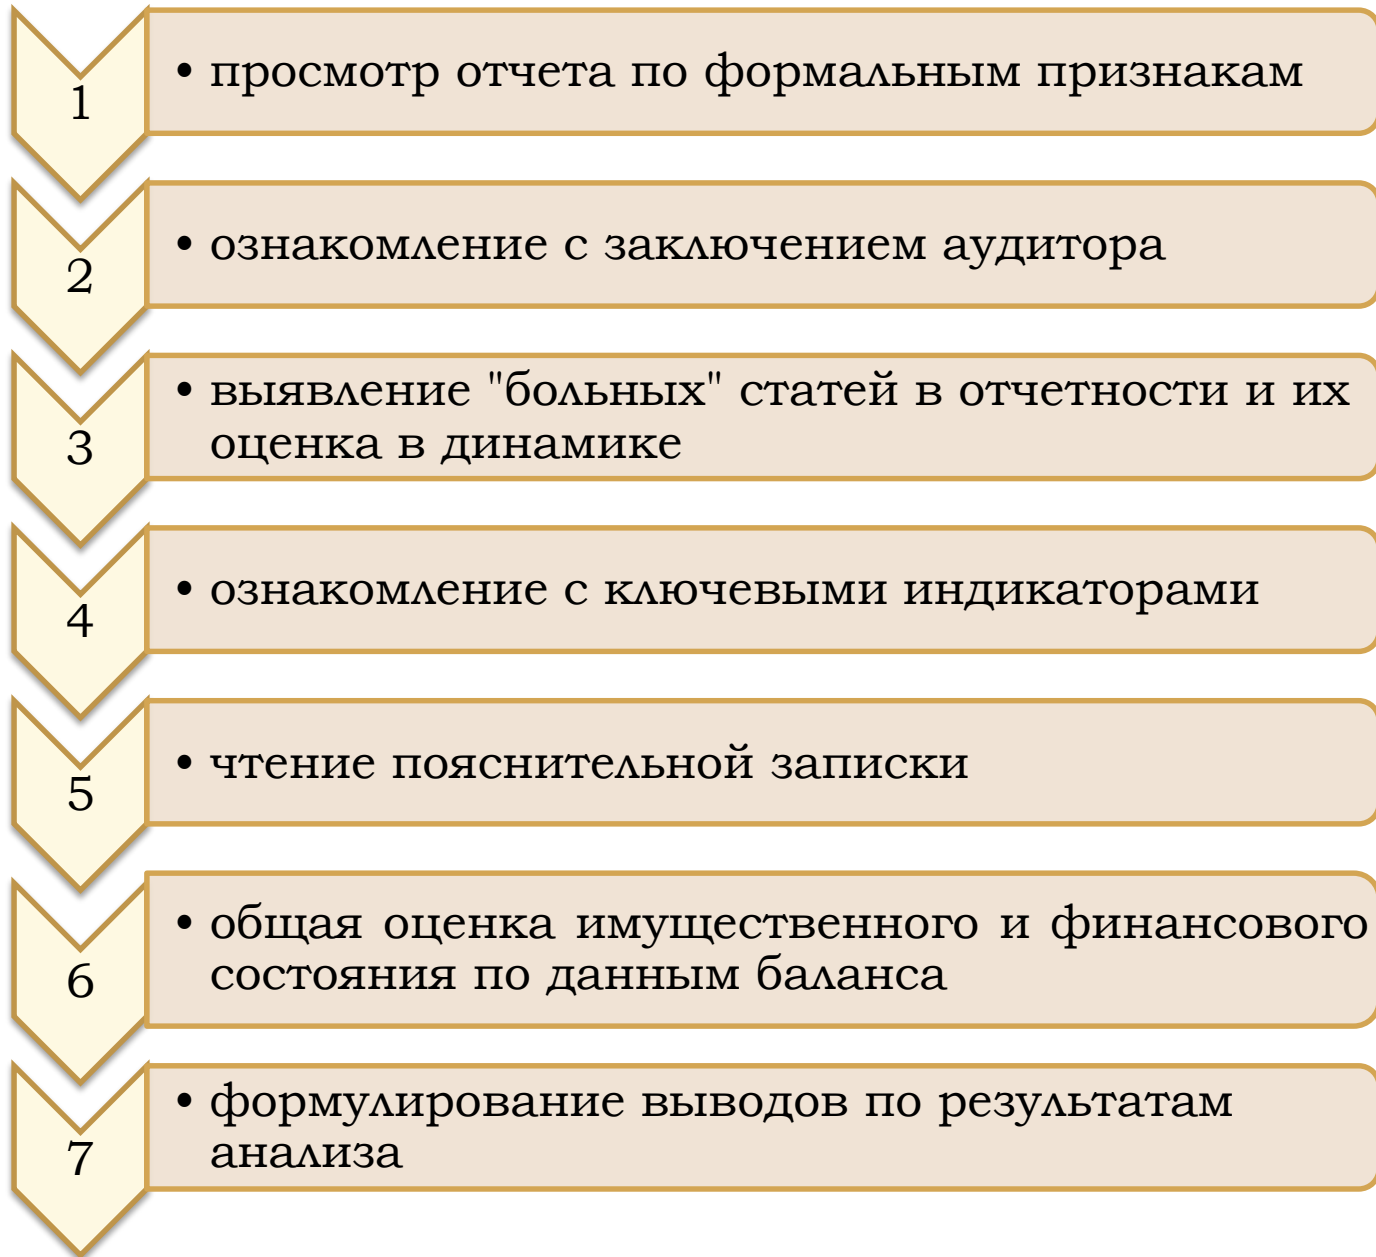 1
• просмотр отчета по формальным признакам
2
• ознакомление с заключением аудитора
3
• выявление "больных" статей в отчетности и их
оценка в динамике
4
• ознакомление с ключевыми индикаторами
5
• чтение пояснительной записки
6
• общая оценка имущественного и финансового
состояния по данным баланса
7
• формулирование выводов по результатам
анализа